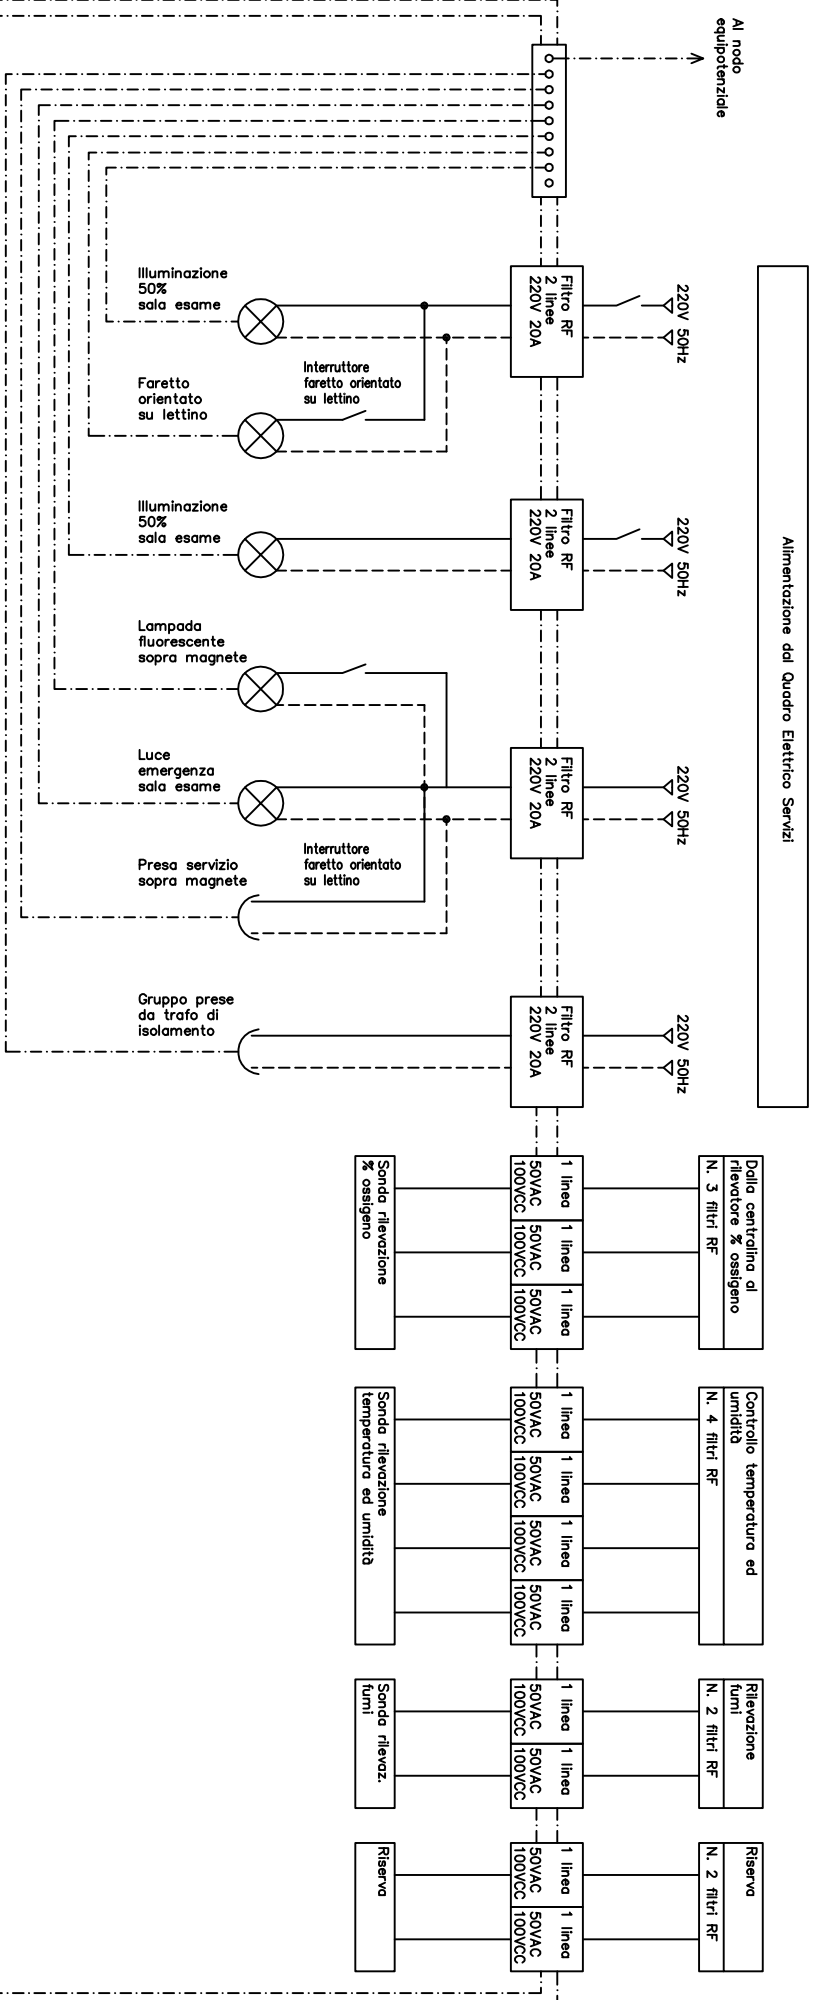 Al nodo
equipotenziale
Alimentazione dal Quadro Elettrico Servizi
220V 50Hz
Filtro RF
2 linee
220V 20A
Illuminazione
50%
sala esame
Interruttore
faretto orientato
su lettino
Faretto
orientato
su lettino
220V 50Hz
Filtro RF
2 linee
220V 20A
Illuminazione
50%
sala esame
Lampada
fluorescente
sopra magnete
220V 50Hz
Filtro RF
2 linee
220V 20A
Luce
emergenza
sala esame
Interruttore
faretto orientato
su lettino
Presa servizio
sopra magnete
220V 50Hz
Filtro RF
2 linee
220V 20A
Gruppo prese
da trafo di
isolamento
Dalla centralina al
rilevatore % ossigeno
N. 3 filtri RF
1 linea
50VAC
100VCC
1 linea
50VAC
100VCC
1 linea
50VAC
100VCC
Sonda rilevazione
% ossigeno
Controllo temperatura ed
umidità
N. 4 filtri RF
1 linea
50VAC
100VCC
1 linea
50VAC
100VCC
1 linea
50VAC
100VCC
1 linea
50VAC
100VCC
Sonda rilevazione
temperatura ed umidità
Rilevazione
fumi
N. 2 filtri RF
1 linea
50VAC
100VCC
1 linea
50VAC
100VCC
Sonda rilevaz.
fumi
Riserva
N. 2 filtri RF
1 linea
50VAC
100VCC
1 linea
50VAC
100VCC
Riserva